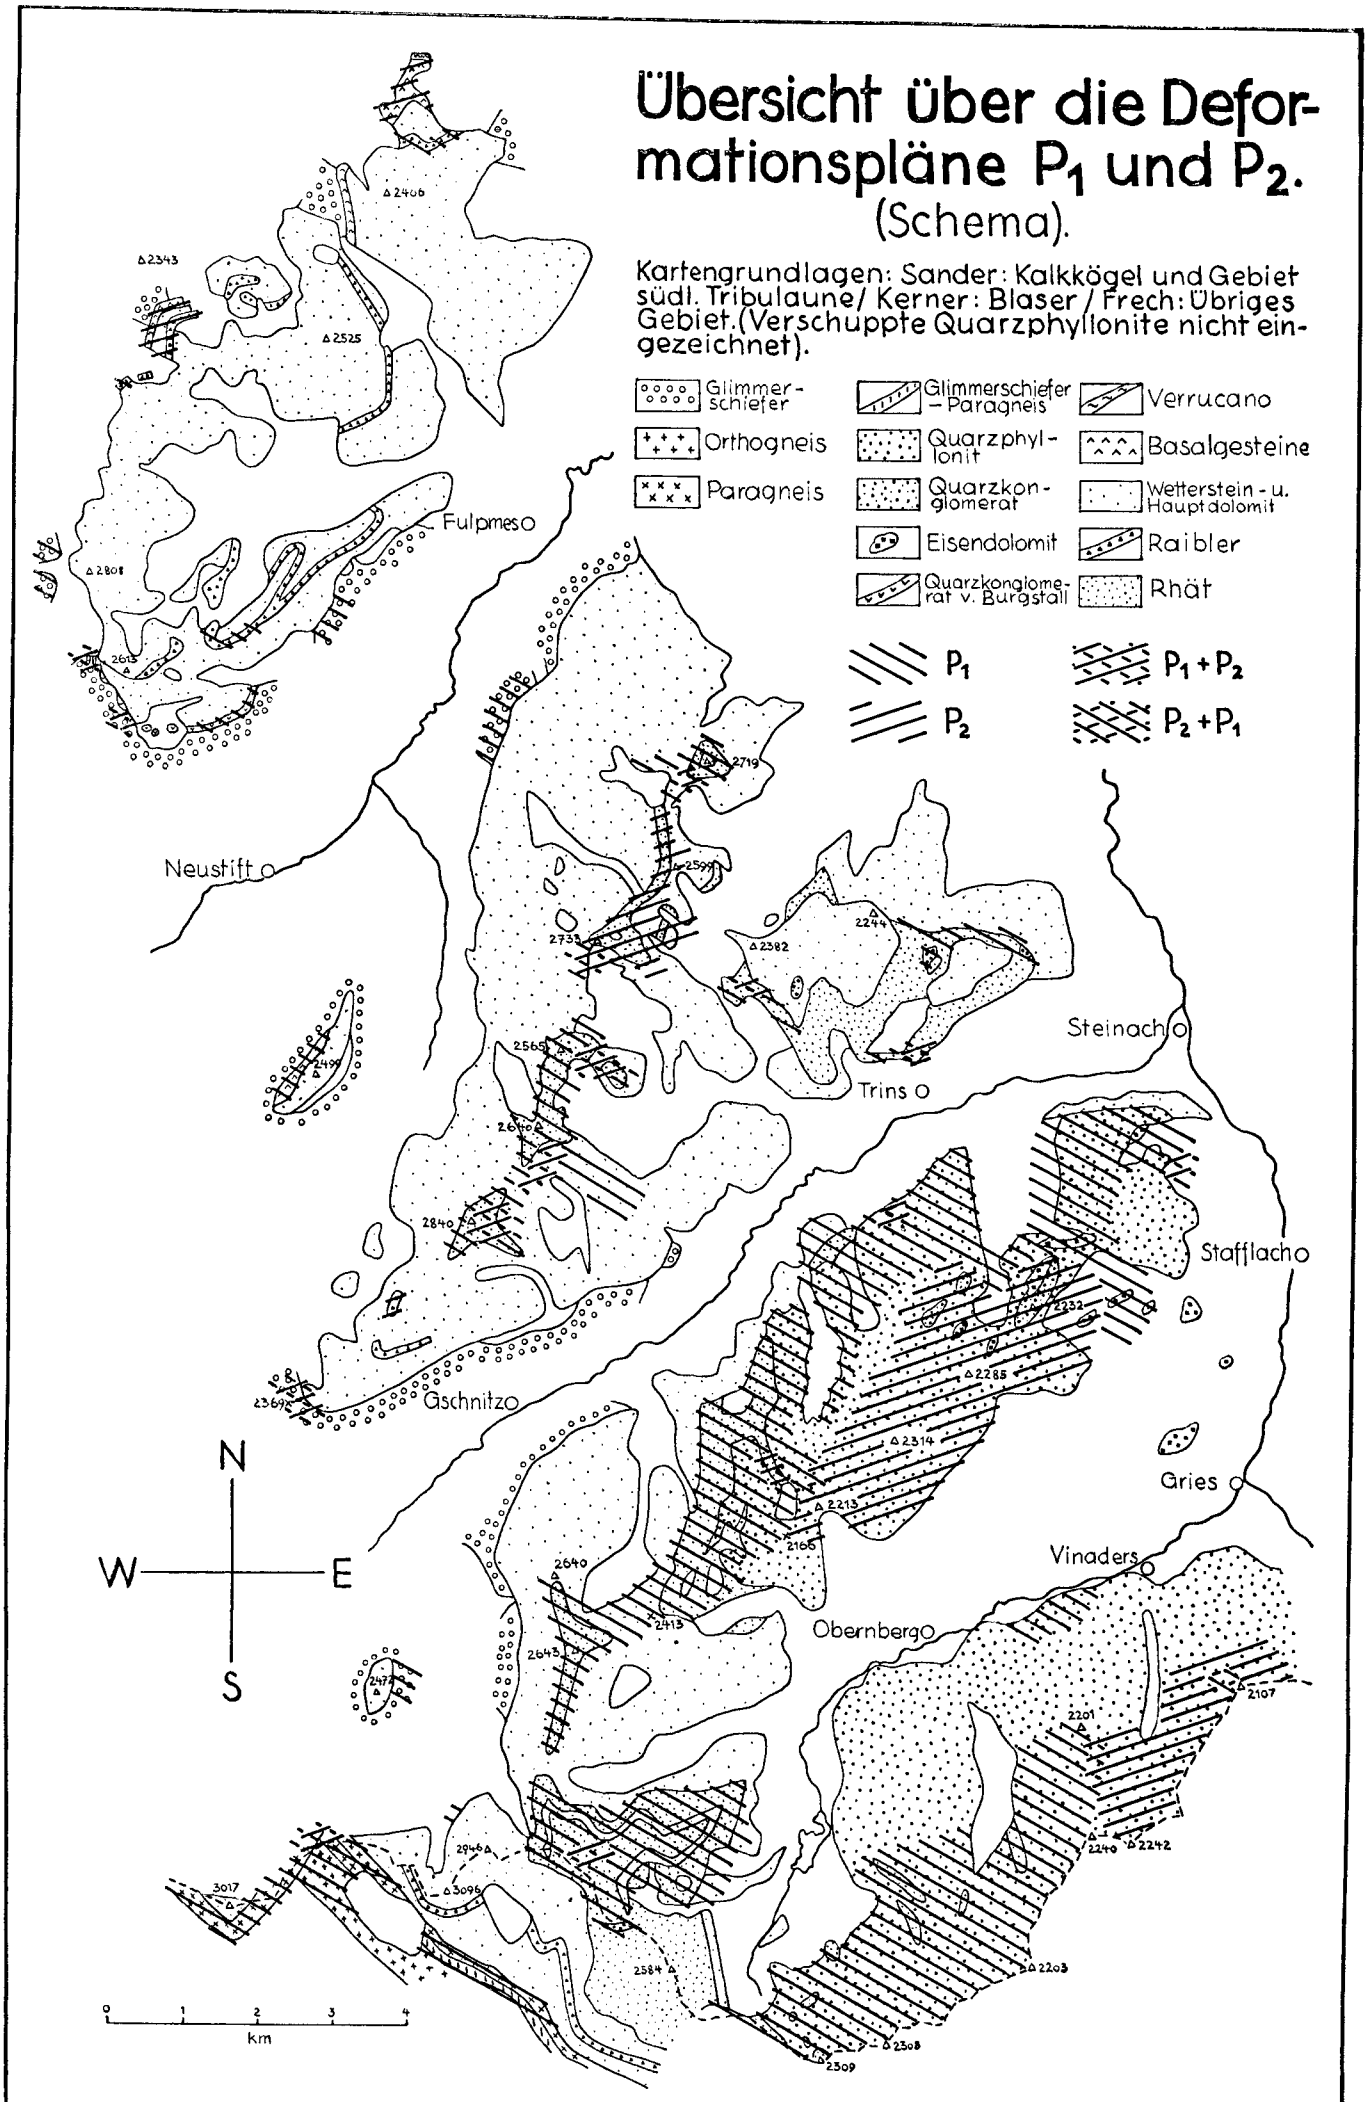 Übersicht über die Defor-
mationspläne P₁ und P₂.
(Schema).
Kartengrundlagen: Sander: Kalkkögel und Gebiet
südl. Tribulaune / Kerner: Blaser / Frech: Übriges
Gebiet. (Verschuppte Quarzphyllonite nicht ein-
gezeichnet).
Glimmer-
schiefer
Orthogneis
Paragneis
Glimmerschiefer
- Paragneis
Quarzphyl-
lonit
Quarzkon-
glomerat
Eisendolomit
Quarzkonglome-
rat v. Burgstall
Verrucano
Basalgesteine
Wetterstein- u.
Hauptdolomit
Raibler
Rhät
P₁
P₂
P₁ + P₂
P₂ + P₁
2406
2343
2525
Fulpmes
2808
2613
2719
Neustift
2599
2244
2733
2382
Steinach
2565
2499
Trins
2640
2840
Stafflach
2232
2285
2369
Gschnitz
2314
N
Gries
2213
2166
Vinaders
2640
W
E
2413
Obernberg
2643
S
2472
2107
2201
2240
2242
2946
3017
3096
2584
2203
2308
2309
0 1 2 3 4
km